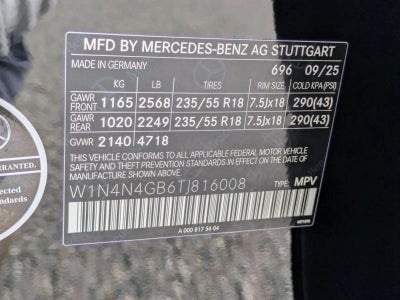 MFD BY MERCEDES-BENZ AG STUTTGART
MADE IN GERMANY 696 09/25
KG LB TIRES RIM SIZE COLD KPA(PSI)
GAWR FRONT 1165 2568 235/55 R18 7.5Jx18 290(43)
GAWR REAR 1020 2249 235/55 R18 7.5Jx18 290(43)
GVWR 2140 4718
THIS VEHICLE CONFORMS TO ALL APPLICABLE FEDERAL MOTOR VEHICLE
SAFETY AND THEFT PREVENTION STANDARDS IN EFFECT ON THE
DATE OF MANUFACTURE SHOWN ABOVE.
W1N4N4GB6TJ816008 TYPE: MPV
A 000 817 54 04
RRANTED.
ected
tandards